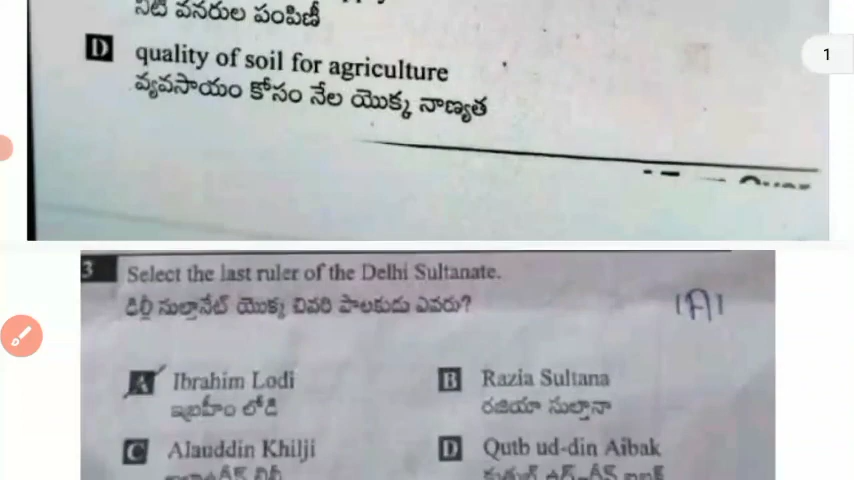 నీటి వనరుల పంపిణీ
D quality of soil for agriculture
వ్యవసాయం కోసం నేల యొక్క నాణ్యత
1
3 Select the last ruler of the Delhi Sultanate.
ఢిల్లీ సుల్తానేట్ యొక్క చివరి పాలకుడు ఎవరు?
A
A Ibrahim Lodi
ఇబ్రహీం లోడి
B Razia Sultana
రజియా సుల్తానా
C Alauddin Khilji
D Qutb ud-din Aibak